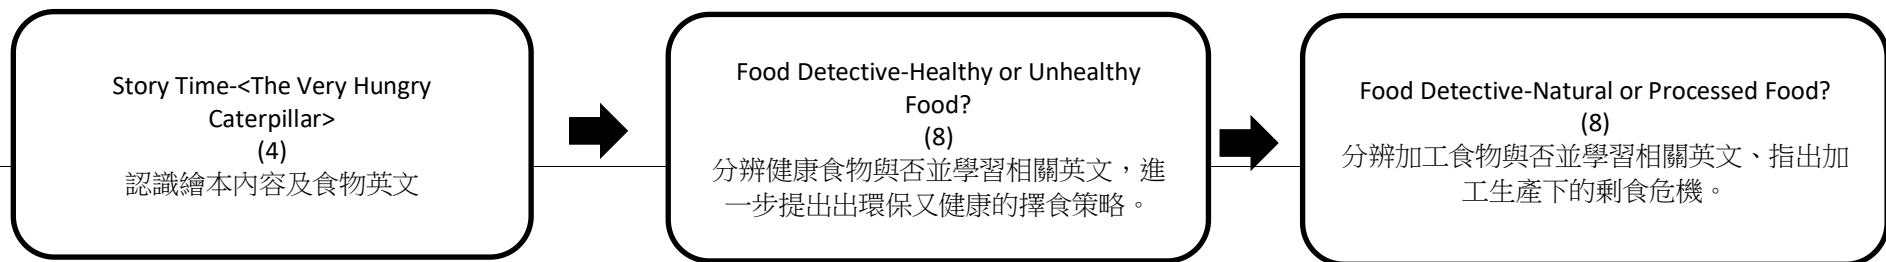 Story Time-<The Very Hungry
Caterpillar>
(4)
認識繪本內容及食物英文
Food Detective-Healthy or Unhealthy
Food?
(8)
分辨健康食物與否並學習相關英文，進
一步提出出環保又健康的擇食策略。
Food Detective-Natural or Processed Food?
(8)
分辨加工食物與否並學習相關英文、指出加
工生產下的剩食危機。